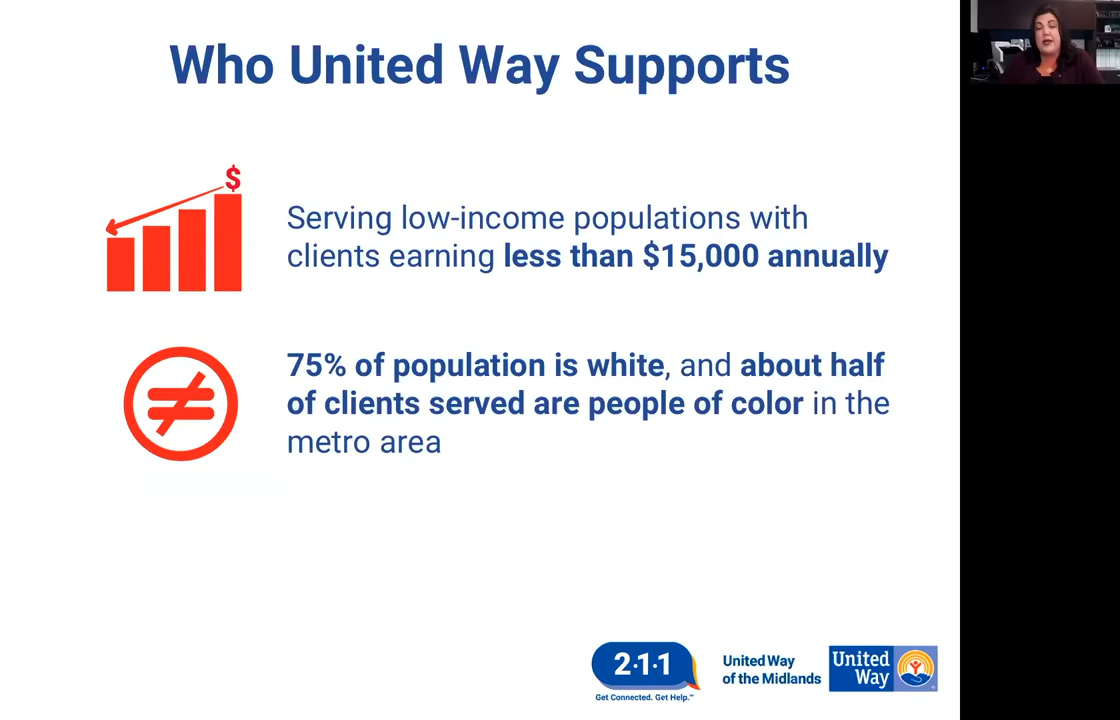 Who United Way Supports
$
Serving low-income populations with
clients earning less than $15,000 annually
≠
75% of population is white, and about half
of clients served are people of color in the
metro area
2·1·1
Get Connected. Get Help.™
United Way
of the Midlands
United
Way